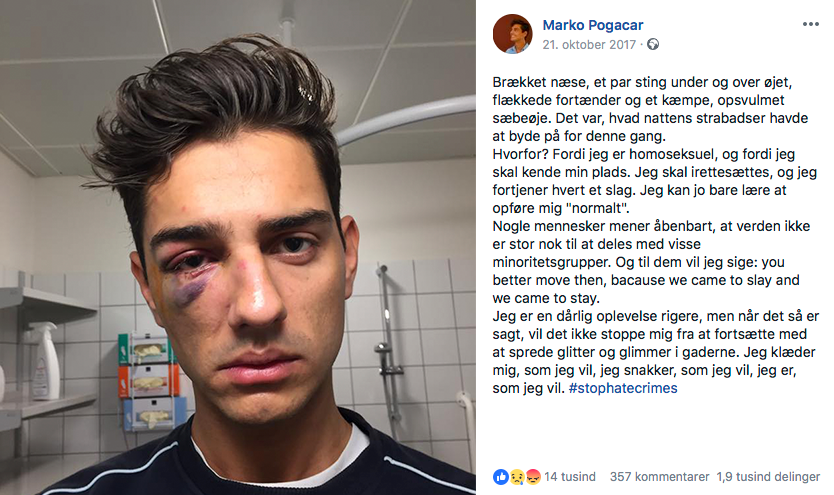 Marko Pogacar
21. oktober 2017 ·
Brækket næse, et par sting under og over øjet,
flækkede fortænder og et kæmpe, opsvulmet
sæbeøje. Det var, hvad nattens strabadser havde
at byde på for denne gang.
Hvorfor? Fordi jeg er homoseksuel, og fordi jeg
skal kende min plads. Jeg skal irettesættes, og jeg
fortjener hvert et slag. Jeg kan jo bare lære at
opføre mig "normalt".
Nogle mennesker mener åbenbart, at verden ikke
er stor nok til at deles med visse
minoritetsgrupper. Og til dem vil jeg sige: you
better move then, bacause we came to slay and
we came to stay.
Jeg er en dårlig oplevelse rigere, men når det så er
sagt, vil det ikke stoppe mig fra at fortsætte med
at sprede glitter og glimmer i gaderne. Jeg klæder
mig, som jeg vil, jeg snakker, som jeg vil, jeg er,
som jeg vil. #stophatecrimes
14 tusind 357 kommentarer 1,9 tusind delinger